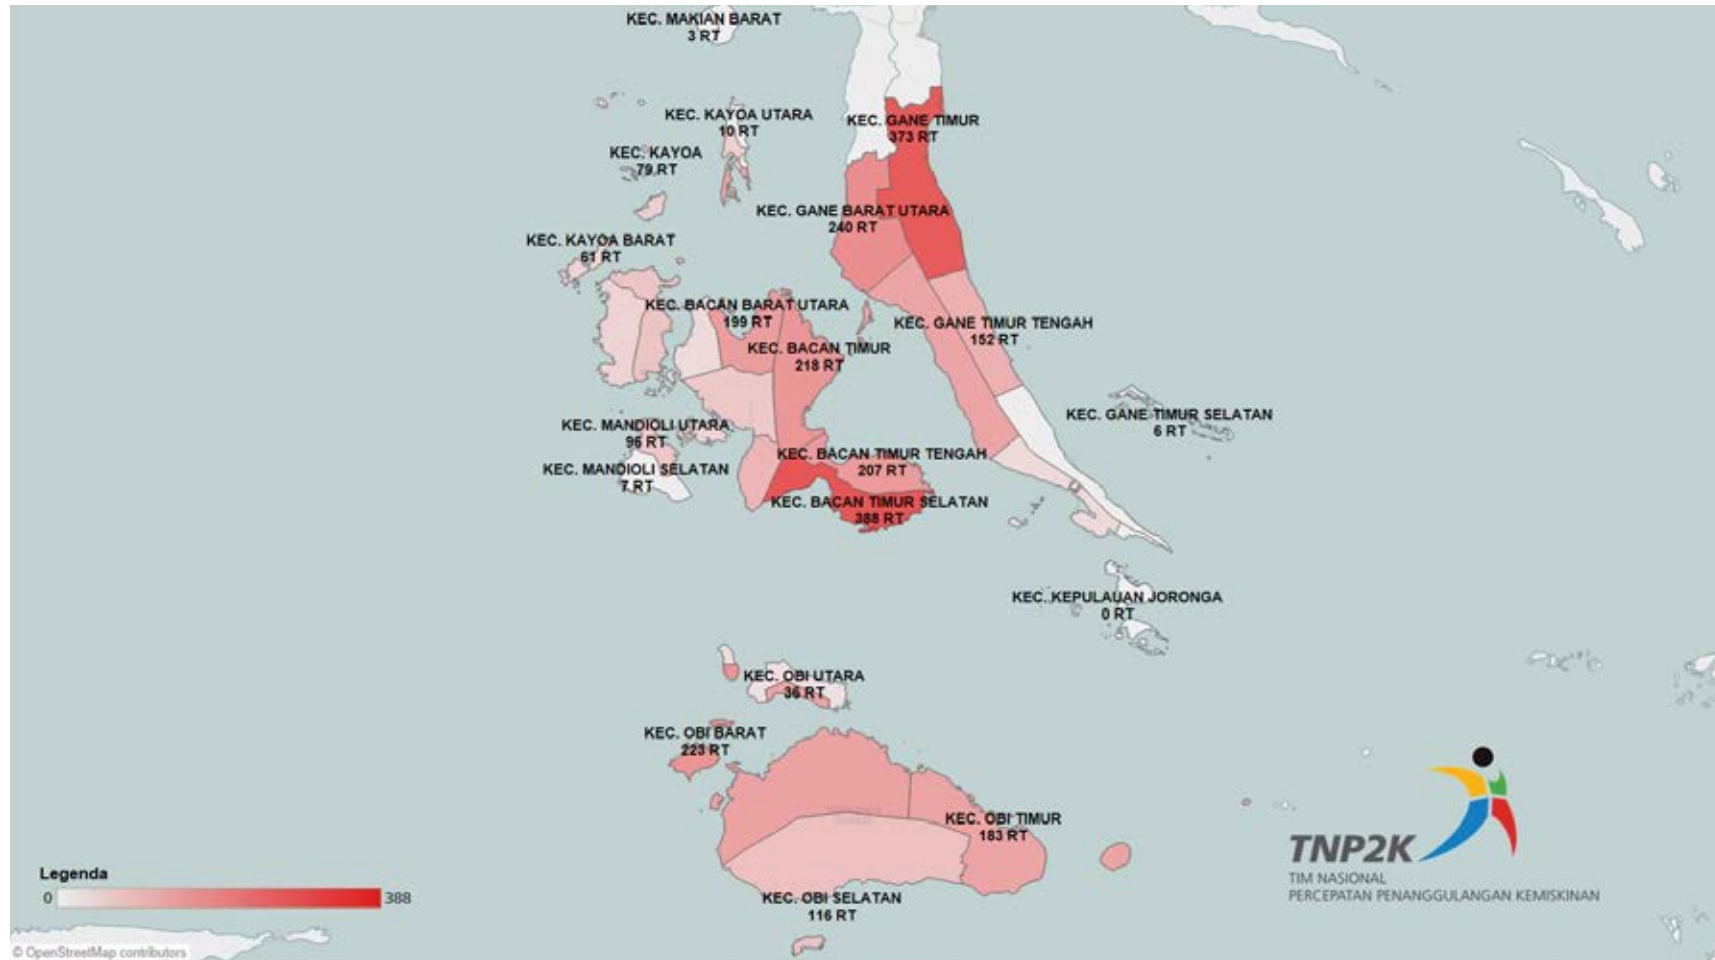 KEC. MAKIAN BARAT
3 RT
KEC. KAYOA UTARA
10 RT
KEC. GANE TIMUR
373 RT
KEC. KAYOA
79 RT
KEC. GANE BARAT UTARA
240 RT
KEC. KAYOA BARAT
61 RT
KEC. BACAN BARAT UTARA
199 RT
KEC. GANE TIMUR TENGAH
152 RT
KEC. BACAN TIMUR
218 RT
KEC. GANE TIMUR SELATAN
6 RT
KEC. MANDIOLI UTARA
96 RT
KEC. BACAN TIMUR TENGAH
207 RT
KEC. MANDIOLI SELATAN
7 RT
KEC. BACAN TIMUR SELATAN
388 RT
KEC. KEPULAUAN JORONGA
0 RT
KEC. OBI UTARA
36 RT
KEC. OBI BARAT
223 RT
KEC. OBI TIMUR
183 RT
KEC. OBI SELATAN
116 RT
Legenda
0 388
TNP2K
TIM NASIONAL
PERCEPATAN PENANGGULANGAN KEMISKINAN
© OpenStreetMap contributors